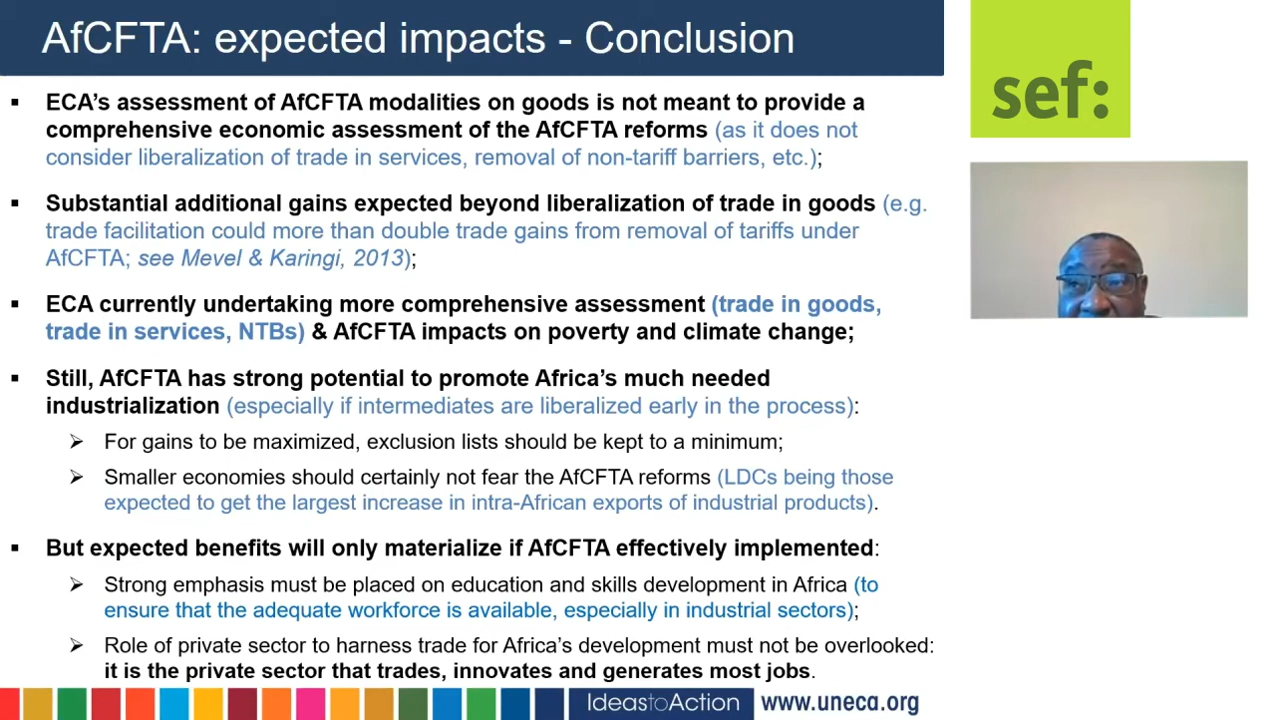 AfCFTA: expected impacts - Conclusion
sef:
▪ ECA’s assessment of AfCFTA modalities on goods is not meant to provide a
comprehensive economic assessment of the AfCFTA reforms (as it does not
consider liberalization of trade in services, removal of non-tariff barriers, etc.);
▪ Substantial additional gains expected beyond liberalization of trade in goods (e.g.
trade facilitation could more than double trade gains from removal of tariffs under
AfCFTA; see Mevel & Karingi, 2013);
▪ ECA currently undertaking more comprehensive assessment (trade in goods,
trade in services, NTBs) & AfCFTA impacts on poverty and climate change;
▪ Still, AfCFTA has strong potential to promote Africa’s much needed
industrialization (especially if intermediates are liberalized early in the process):
➢ For gains to be maximized, exclusion lists should be kept to a minimum;
➢ Smaller economies should certainly not fear the AfCFTA reforms (LDCs being those
expected to get the largest increase in intra-African exports of industrial products).
▪ But expected benefits will only materialize if AfCFTA effectively implemented:
➢ Strong emphasis must be placed on education and skills development in Africa (to
ensure that the adequate workforce is available, especially in industrial sectors);
➢ Role of private sector to harness trade for Africa’s development must not be overlooked:
it is the private sector that trades, innovates and generates most jobs.
IdeastoAction www.uneca.org